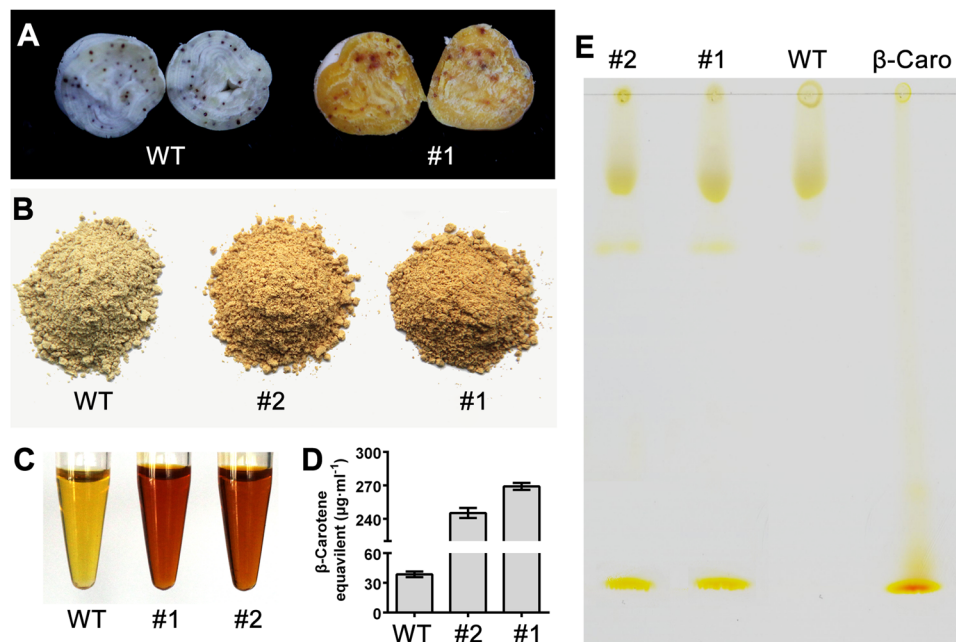 A
WT
#1
B
WT
#2
#1
C
WT
#1
#2
D
β-Carotene
equavilent (μg·ml⁻¹)
300
270
240
60
30
0
WT
#2
#1
E
#2
#1
WT
β-Caro